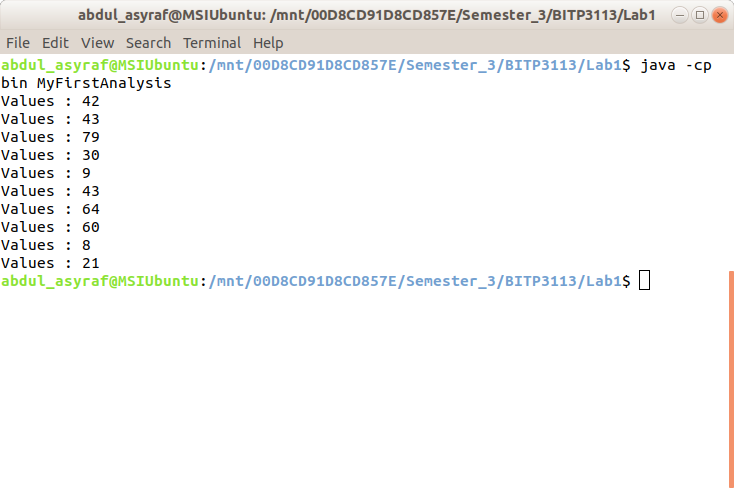 abdul_asyraf@MSIUbuntu: /mnt/00D8CD91D8CD857E/Semester_3/BITP3113/Lab1
File Edit View Search Terminal Help
abdul_asyraf@MSIUbuntu:/mnt/00D8CD91D8CD857E/Semester_3/BITP3113/Lab1$ java -cp
bin MyFirstAnalysis
Values : 42
Values : 43
Values : 79
Values : 30
Values : 9
Values : 43
Values : 64
Values : 60
Values : 8
Values : 21
abdul_asyraf@MSIUbuntu:/mnt/00D8CD91D8CD857E/Semester_3/BITP3113/Lab1$